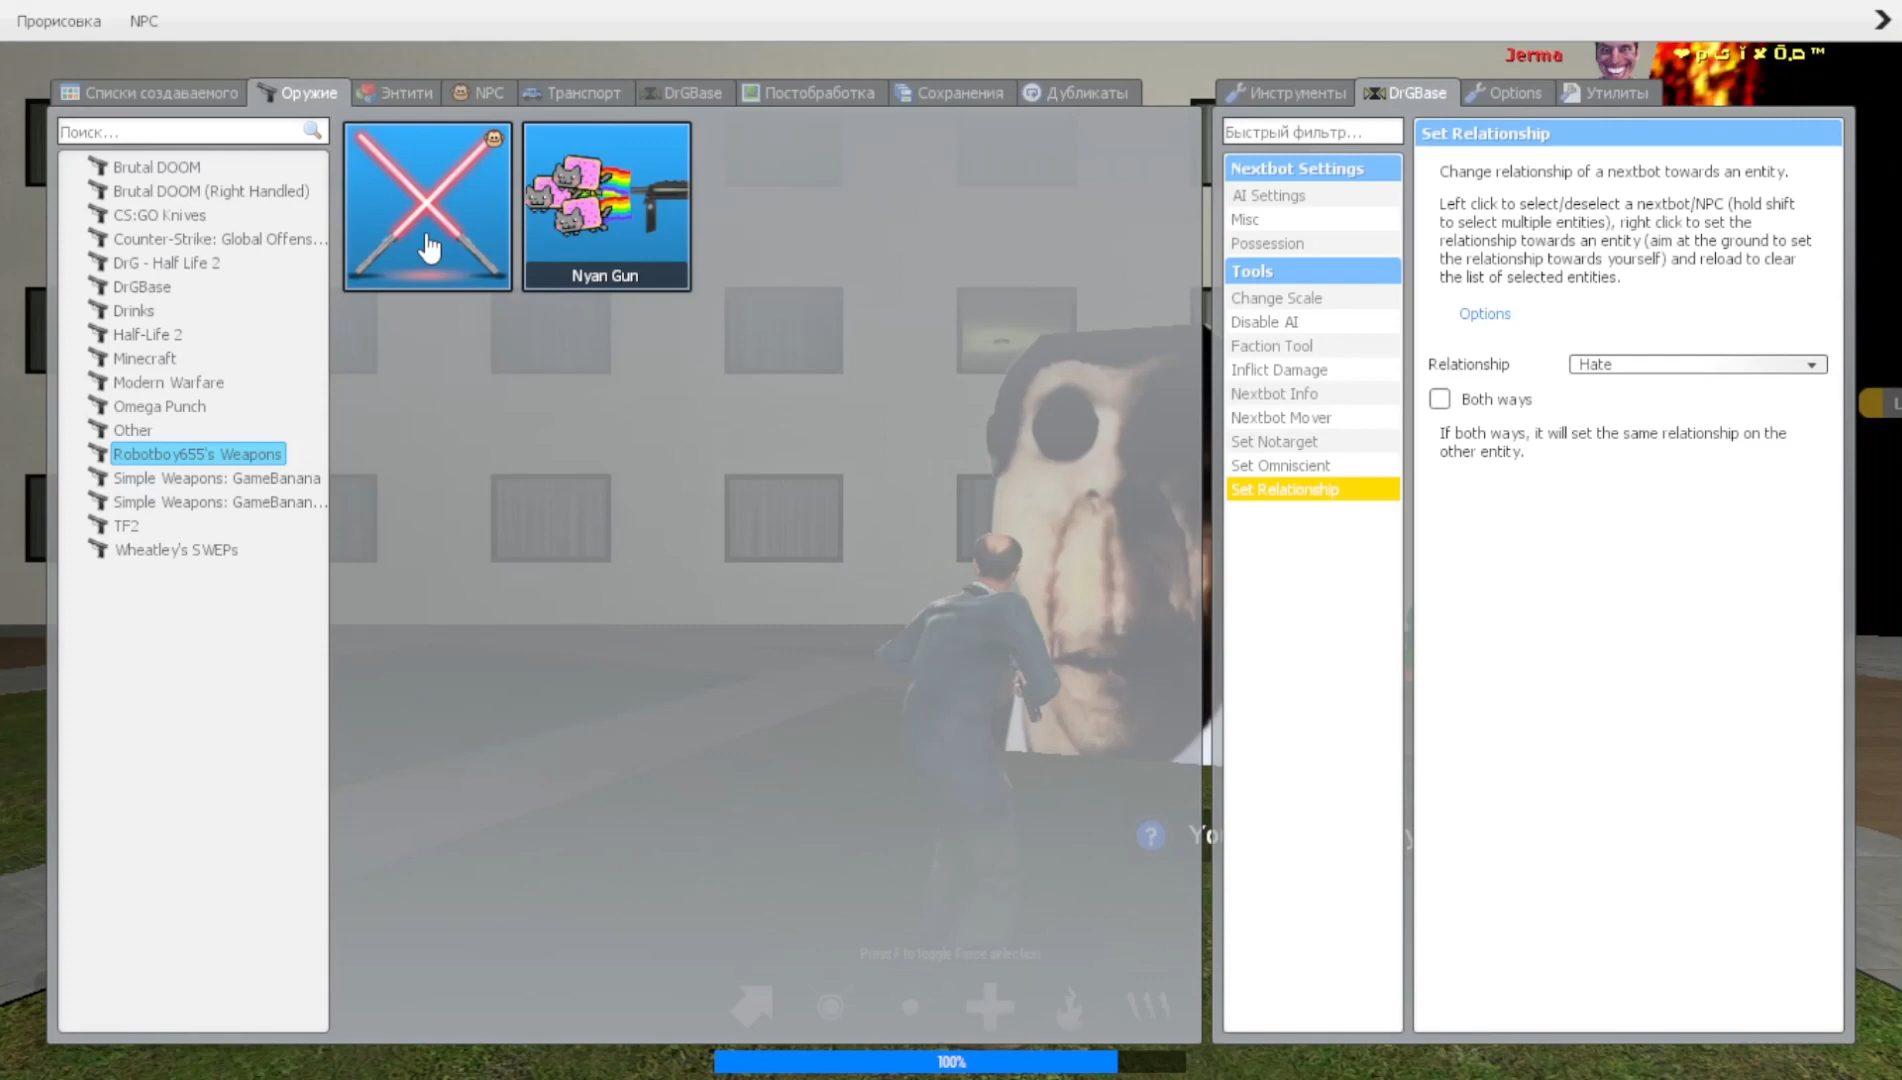 Прорисовка
NPC
Jerma
Списки создаваемого
Оружие
Энтити
NPC
Транспорт
DrGBase
Постобработка
Сохранения
Дубликаты
Инструменты
DrGBase
Options
Утилиты
Поиск...
Brutal DOOM
Brutal DOOM (Right Handled)
CS:GO Knives
Counter-Strike: Global Offens...
DrG - Half Life 2
DrGBase
Drinks
Half-Life 2
Minecraft
Modern Warfare
Omega Punch
Other
Robotboy655's Weapons
Simple Weapons: GameBanana
Simple Weapons: GameBanan...
TF2
Wheatley's SWEPs
Nyan Gun
Быстрый фильтр...
Nextbot Settings
AI Settings
Misc
Possession
Tools
Change Scale
Disable AI
Faction Tool
Inflict Damage
Nextbot Info
Nextbot Mover
Set Notarget
Set Omniscient
Set Relationship
Set Relationship
Change relationship of a nextbot towards an entity.
Left click to select/deselect a nextbot/NPC (hold shift
to select multiple entities), right click to set the
relationship towards an entity (aim at the ground to set
the relationship towards yourself) and reload to clear
the list of selected entities.
Options
Relationship
Hate
Both ways
If both ways, it will set the same relationship on the
other entity.
Press F to toggle Force selection
100%